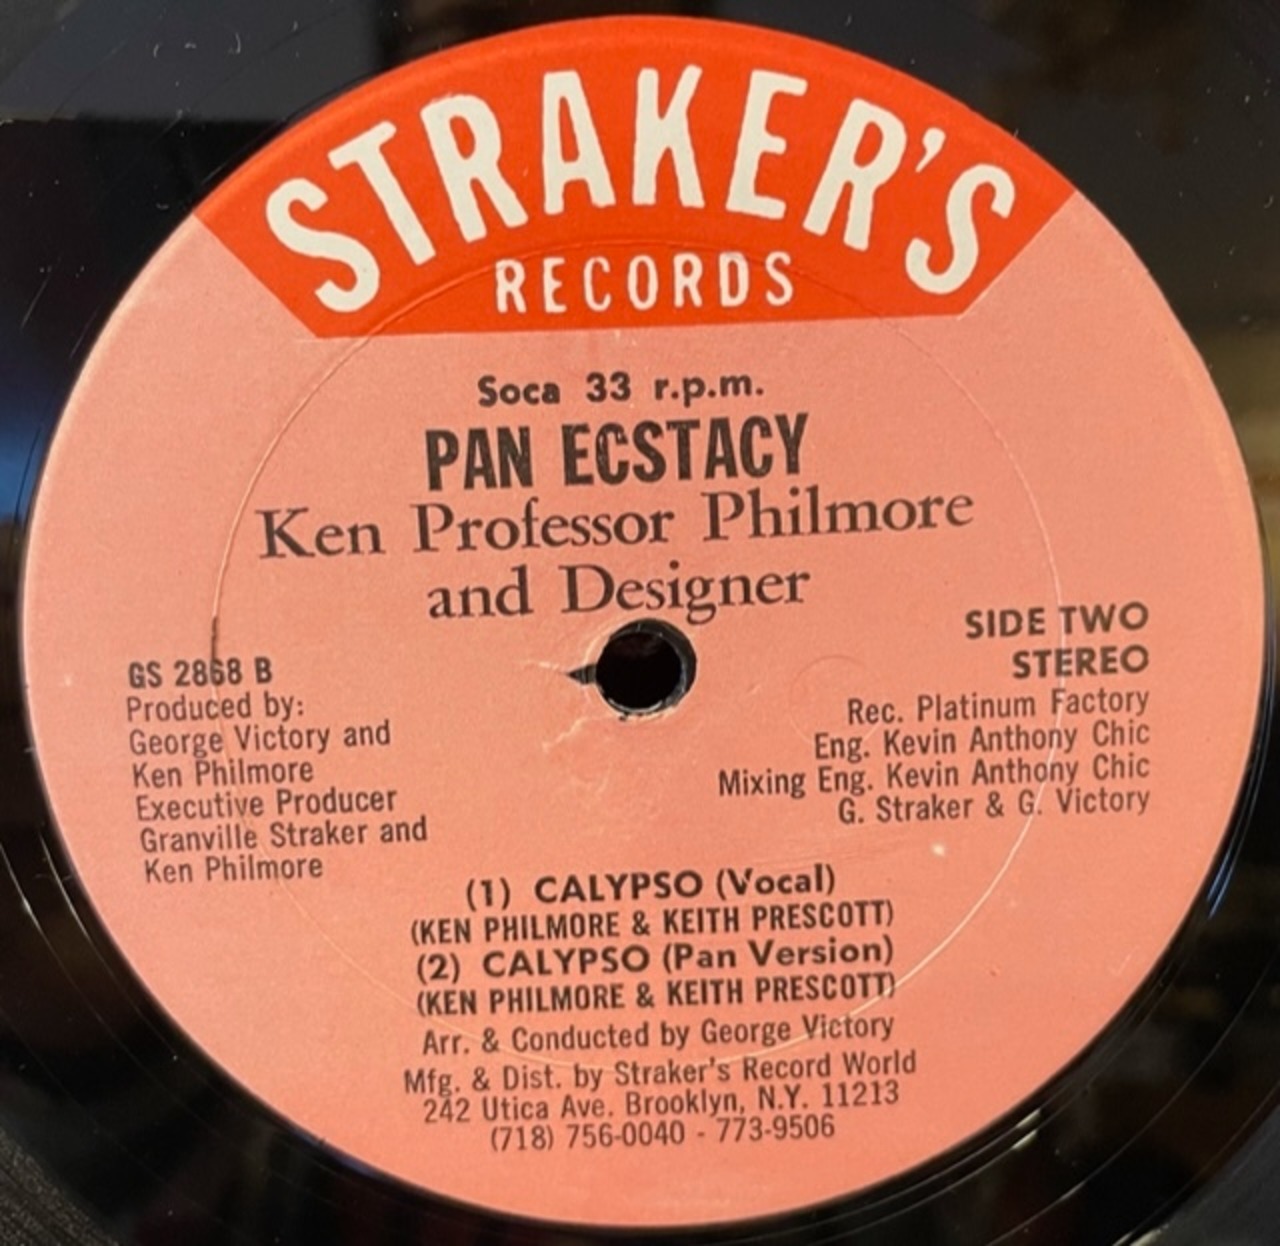 STRAKER'S
RECORDS
Soca 33 r.p.m.
PAN ECSTACY
Ken Professor Philmore
and Designer
GS 2868 B
Produced by:
George Victory and
Ken Philmore
Executive Producer
Granville Straker and
Ken Philmore
SIDE TWO
STEREO
Rec. Platinum Factory
Eng. Kevin Anthony Chic
Mixing Eng. Kevin Anthony Chic
G. Straker & G. Victory
(1) CALYPSO (Vocal)
(KEN PHILMORE & KEITH PRESCOTT)
(2) CALYPSO (Pan Version)
(KEN PHILMORE & KEITH PRESCOTT)
Arr. & Conducted by George Victory
Mfg. & Dist. by Straker's Record World
242 Utica Ave. Brooklyn, N.Y. 11213
(718) 756-0040 - 773-9506